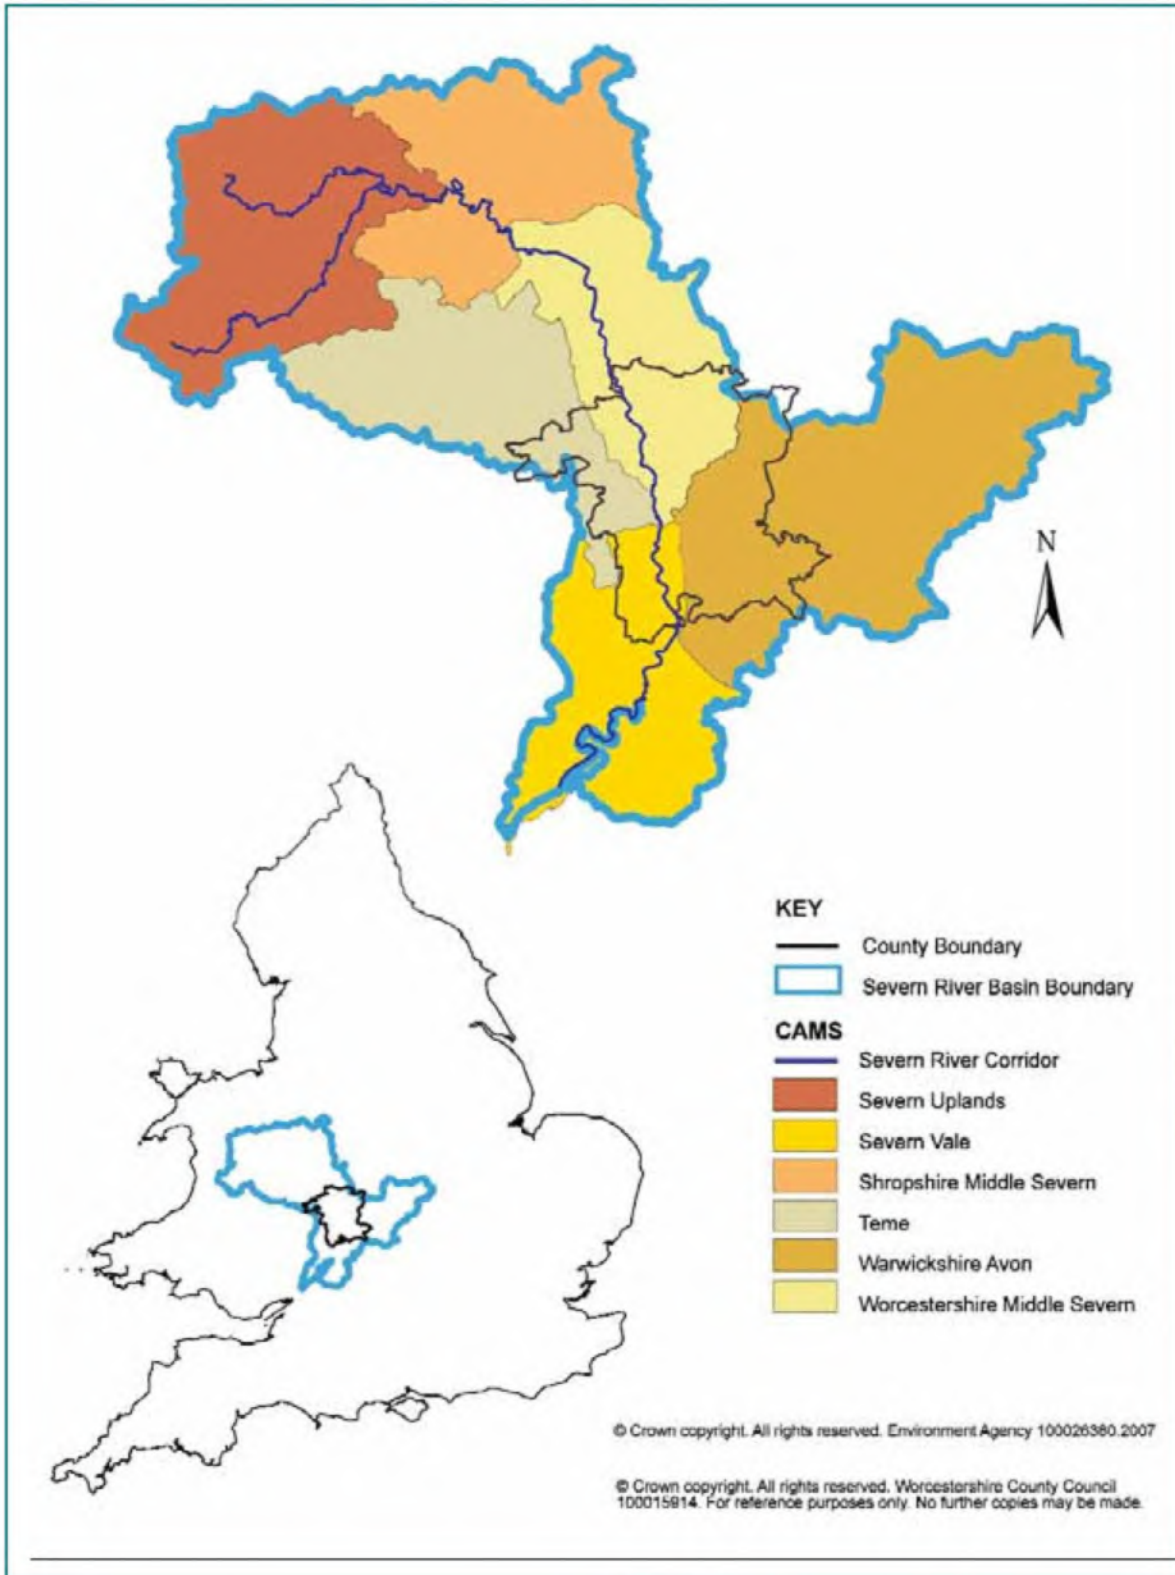 N
KEY
County Boundary
Severn River Basin Boundary
CAMS
Severn River Corridor
Severn Uplands
Severn Vale
Shropshire Middle Severn
Teme
Warwickshire Avon
Worcestershire Middle Severn
© Crown copyright. All rights reserved. Environment Agency 100026380.2007
© Crown copyright. All rights reserved. Worcestershire County Council
100015914. For reference purposes only. No further copies may be made.